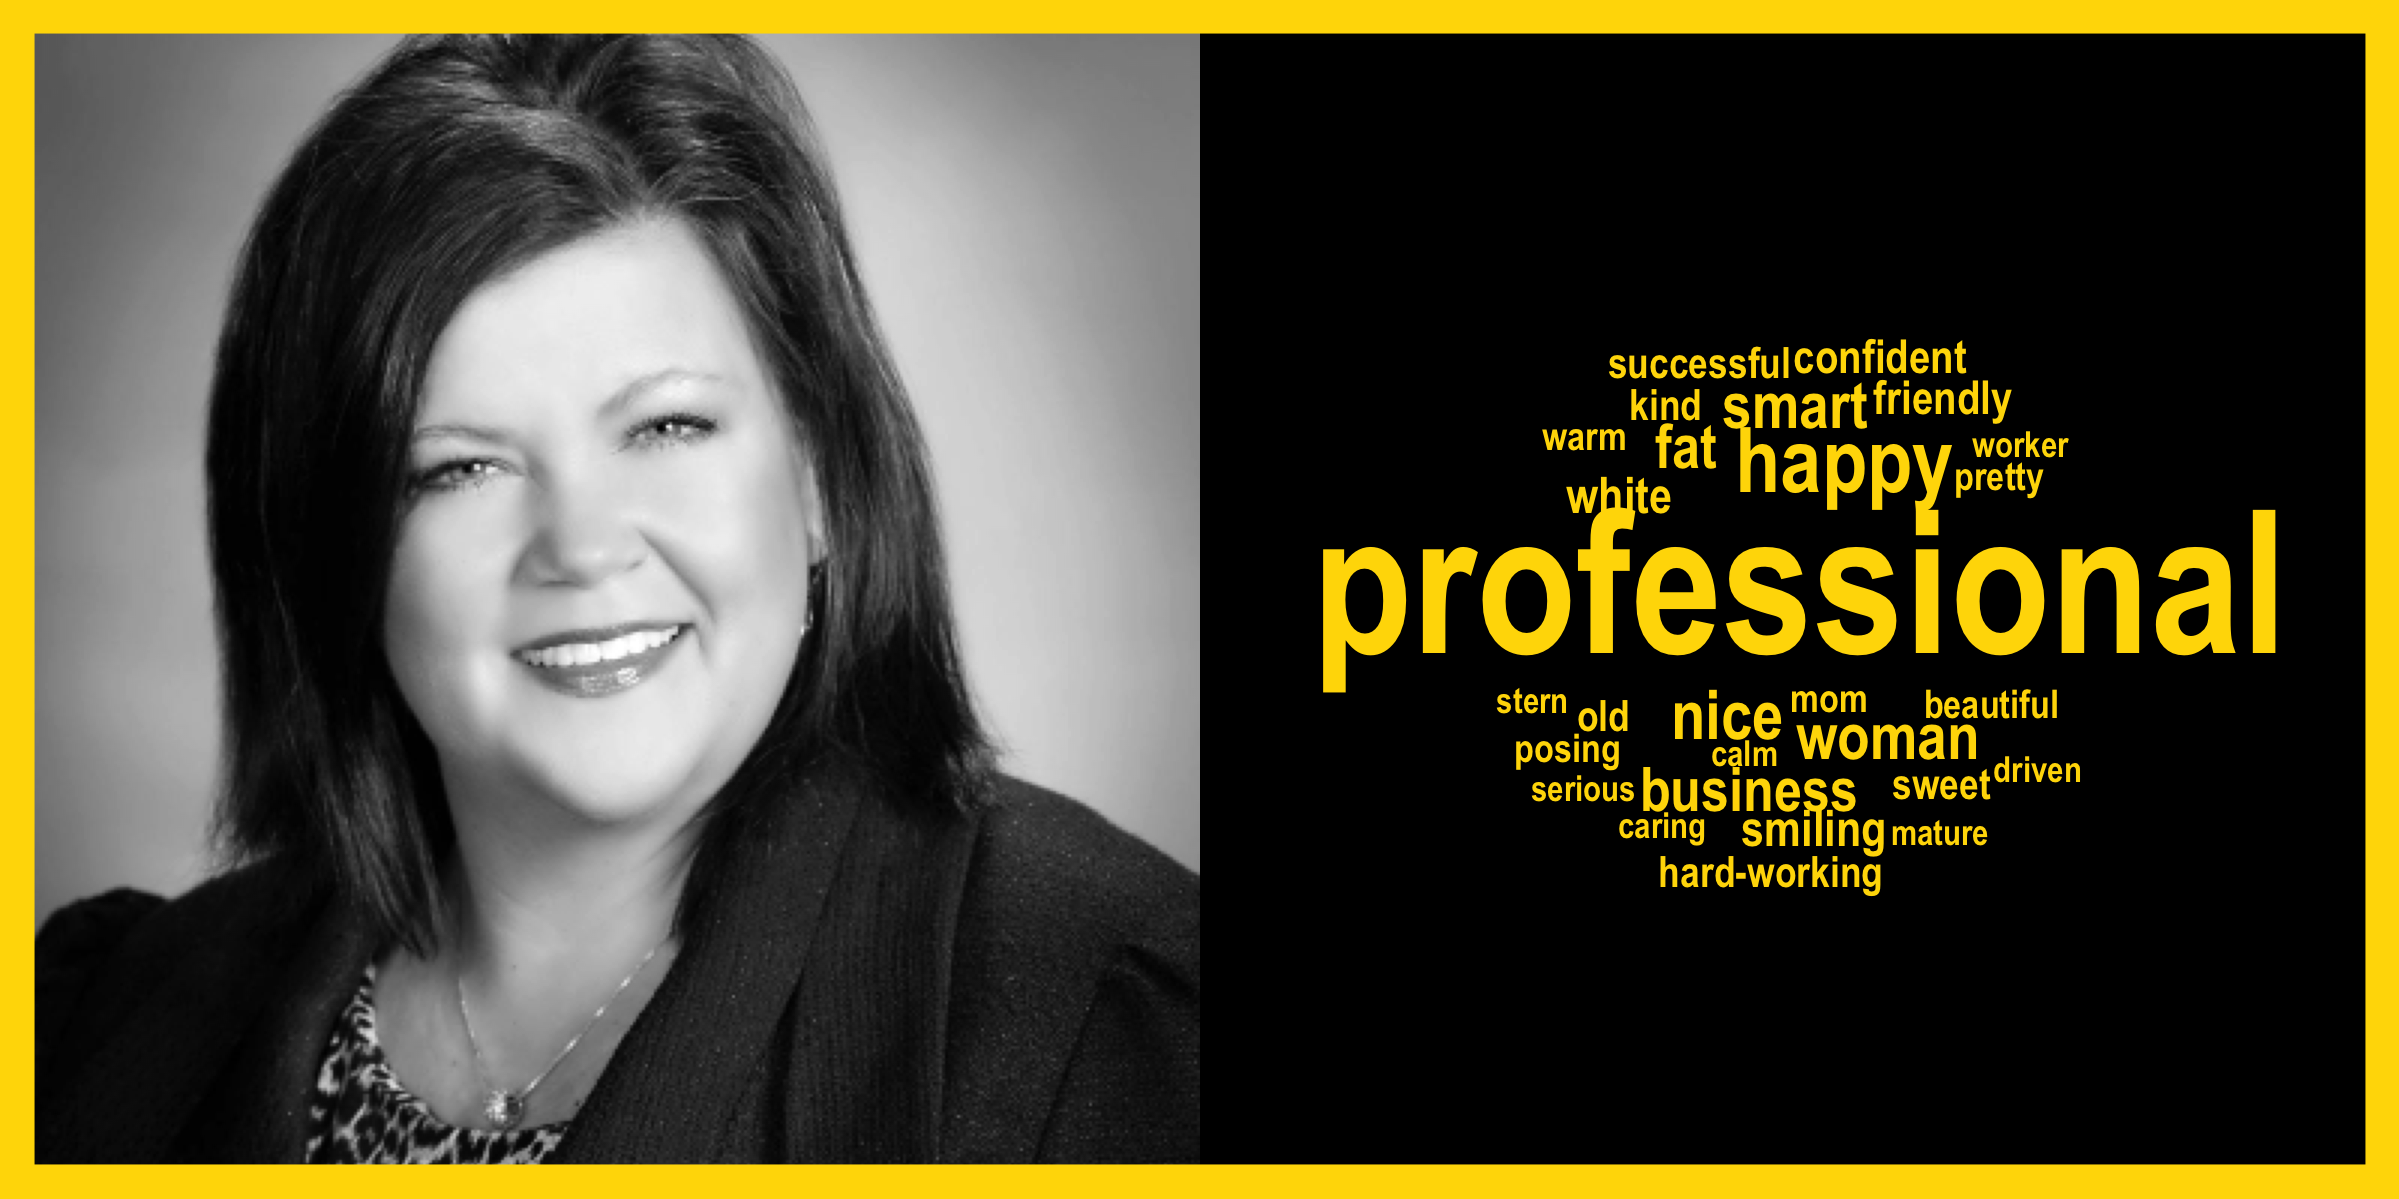 successful confident
kind smart friendly
warm fat happy worker
pretty
white
professional
stern old nice mom beautiful
posing calm woman
serious business sweet driven
caring smiling mature
hard-working